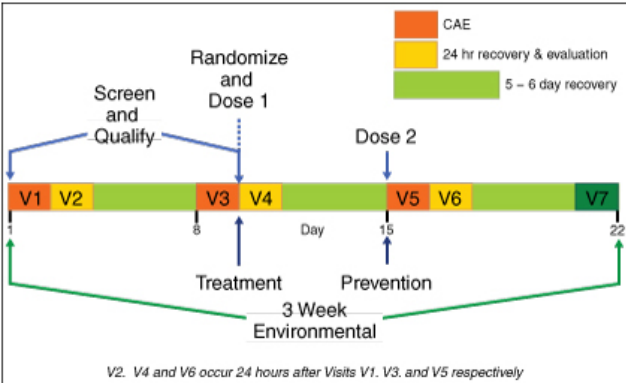 CAE
24 hr recovery & evaluation
5 – 6 day recovery
Randomize
and
Dose 1
Screen
and
Qualify
Dose 2
V1 V2 V3 V4 V5 V6 V7
1 8 Day 15 22
Treatment Prevention
3 Week
Environmental
V2. V4 and V6 occur 24 hours after Visits V1. V3. and V5 respectively